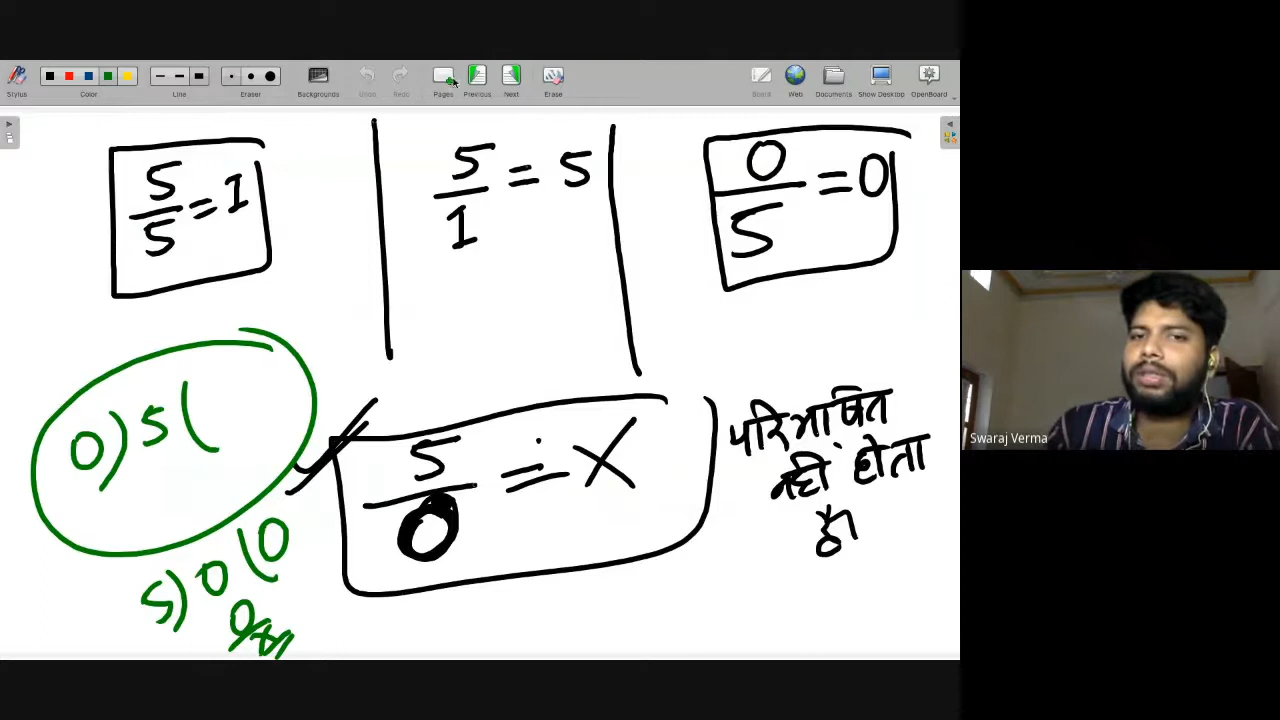 Stylus
Color
Line
Eraser
Backgrounds
Undo
Redo
Pages
Previous
Next
Erase
Board
Web
Documents
Show Desktop
OpenBoard
5/5 = 1
5/1 = 5
0/5 = 0
0)5(
5/0 = X
परिभाषित
नहीं होता
है।
5)0(0
0
Swaraj Verma